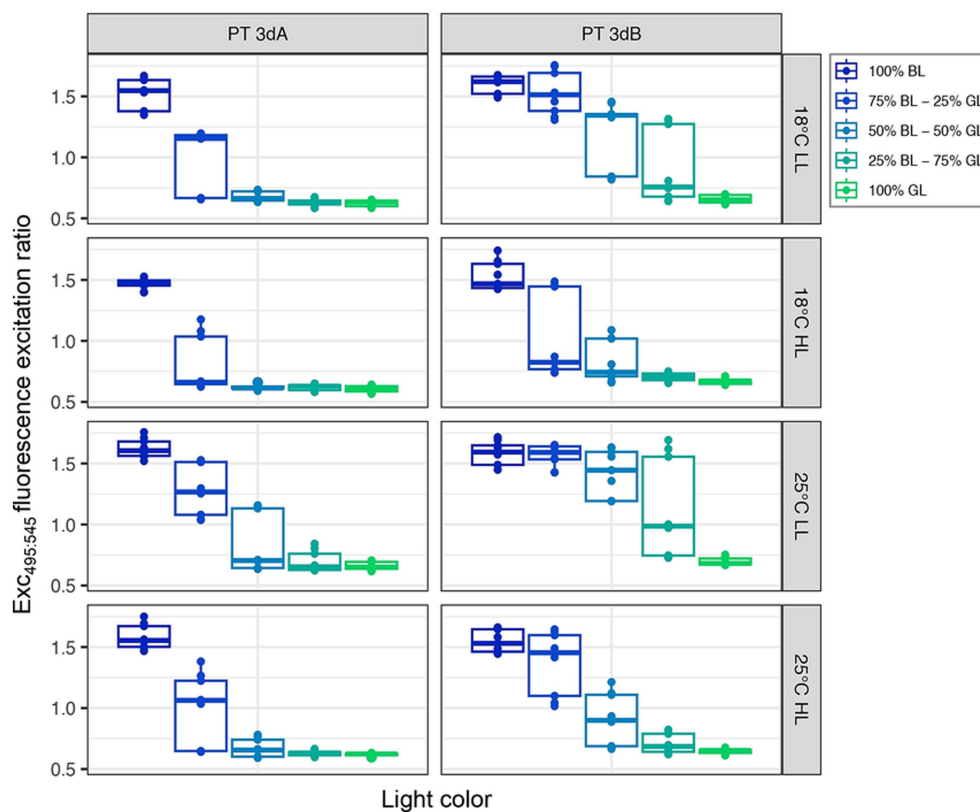 PT 3dA
PT 3dB
1.5
1.0
0.5
18°C LL
1.5
1.0
0.5
18°C HL
1.5
1.0
0.5
25°C LL
1.5
1.0
0.5
25°C HL
Exc495:545 fluorescence excitation ratio
Light color
100% BL
75% BL – 25% GL
50% BL – 50% GL
25% BL – 75% GL
100% GL